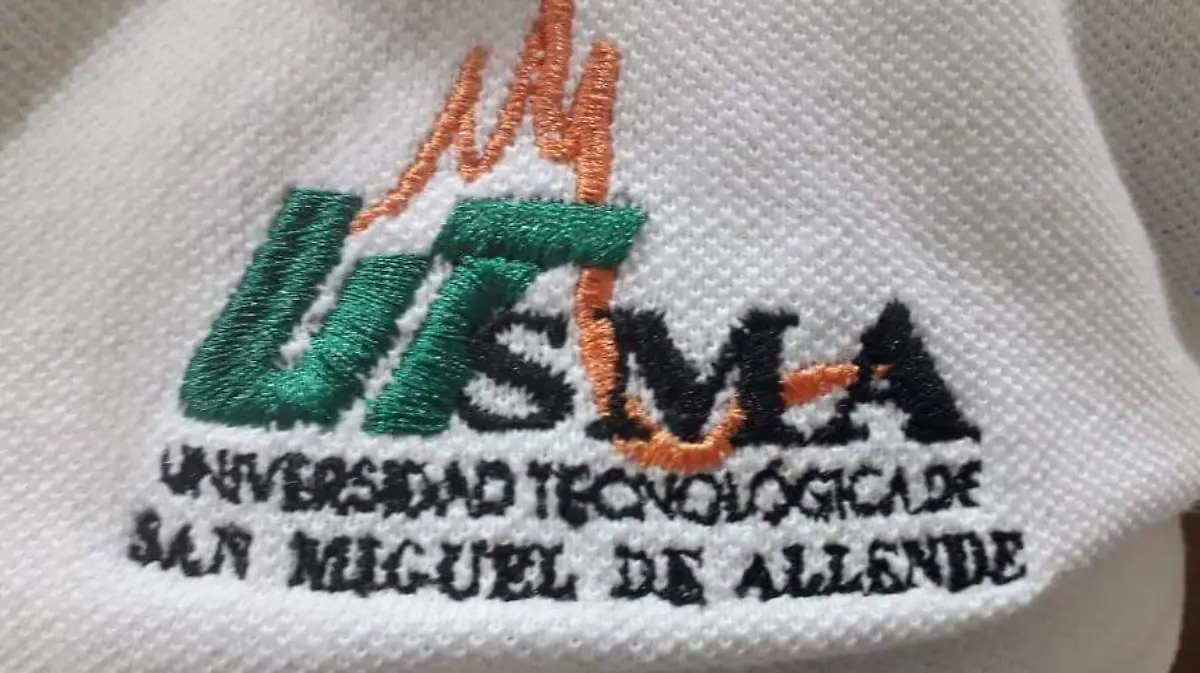 UTSMA
UNIVERSIDAD TECNOLÓGICA DE
SAN MIGUEL DE ALLENDE